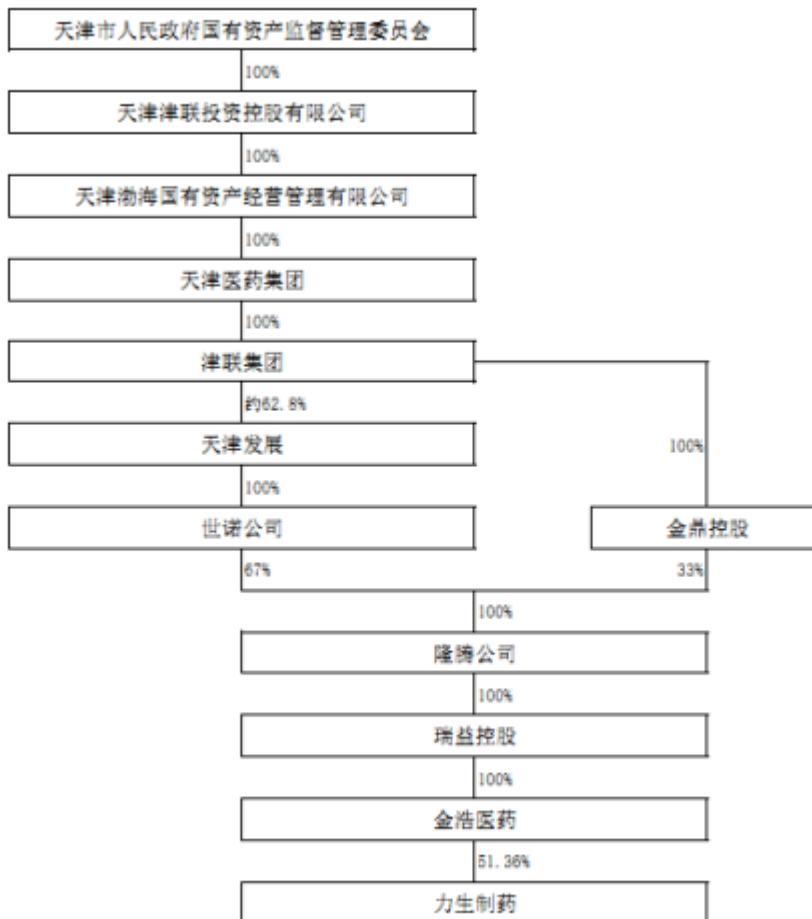 天津市人民政府国有资产监督管理委员会
100%
天津津联投资控股有限公司
100%
天津渤海国有资产经营管理有限公司
100%
天津医药集团
100%
津联集团
约62.8%
天津发展
100%
100%
世诺公司
金鼎控股
67%
33%
100%
隆腾公司
100%
瑞益控股
100%
金浩医药
51.36%
力生制药